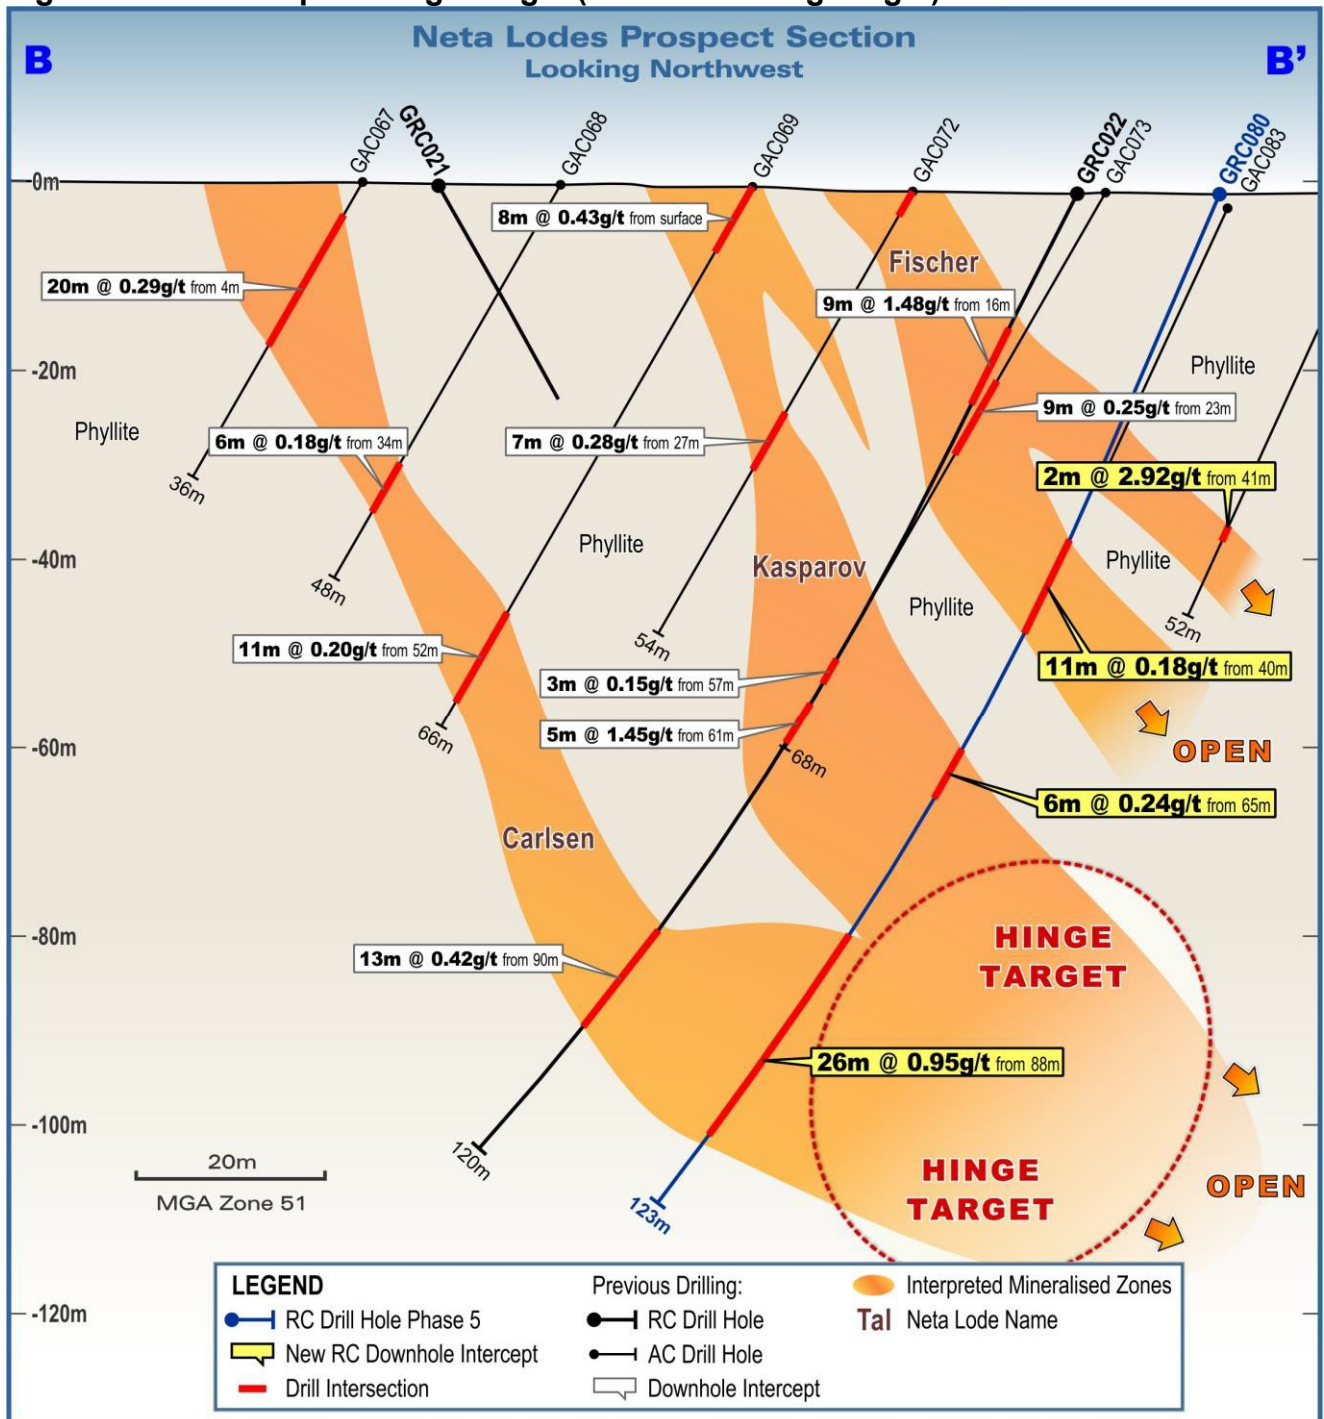 Neta Lodes Prospect Section
Looking Northwest
B
B’
GAC067
GRC021
GAC068
GAC069
GAC072
GRC022
GAC073
GRC080
GAC083
0m
8m @ 0.43g/t from surface
Fischer
20m @ 0.29g/t from 4m
9m @ 1.48g/t from 16m
-20m
Phyllite
9m @ 0.25g/t from 23m
Phyllite
6m @ 0.18g/t from 34m
7m @ 0.28g/t from 27m
2m @ 2.92g/t from 41m
36m
Phyllite
-40m
Kasparov
Phyllite
48m
Phyllite
52m
54m
11m @ 0.20g/t from 52m
11m @ 0.18g/t from 40m
3m @ 0.15g/t from 57m
66m
5m @ 1.45g/t from 61m
-60m
OPEN
68m
6m @ 0.24g/t from 65m
Carlsen
-80m
HINGE
TARGET
13m @ 0.42g/t from 90m
26m @ 0.95g/t from 88m
-100m
120m
20m
MGA Zone 51
HINGE
TARGET
OPEN
123m
-120m
LEGEND
RC Drill Hole Phase 5
New RC Downhole Intercept
Drill Intersection
Previous Drilling:
RC Drill Hole
AC Drill Hole
Downhole Intercept
Interpreted Mineralised Zones
Tal Neta Lode Name